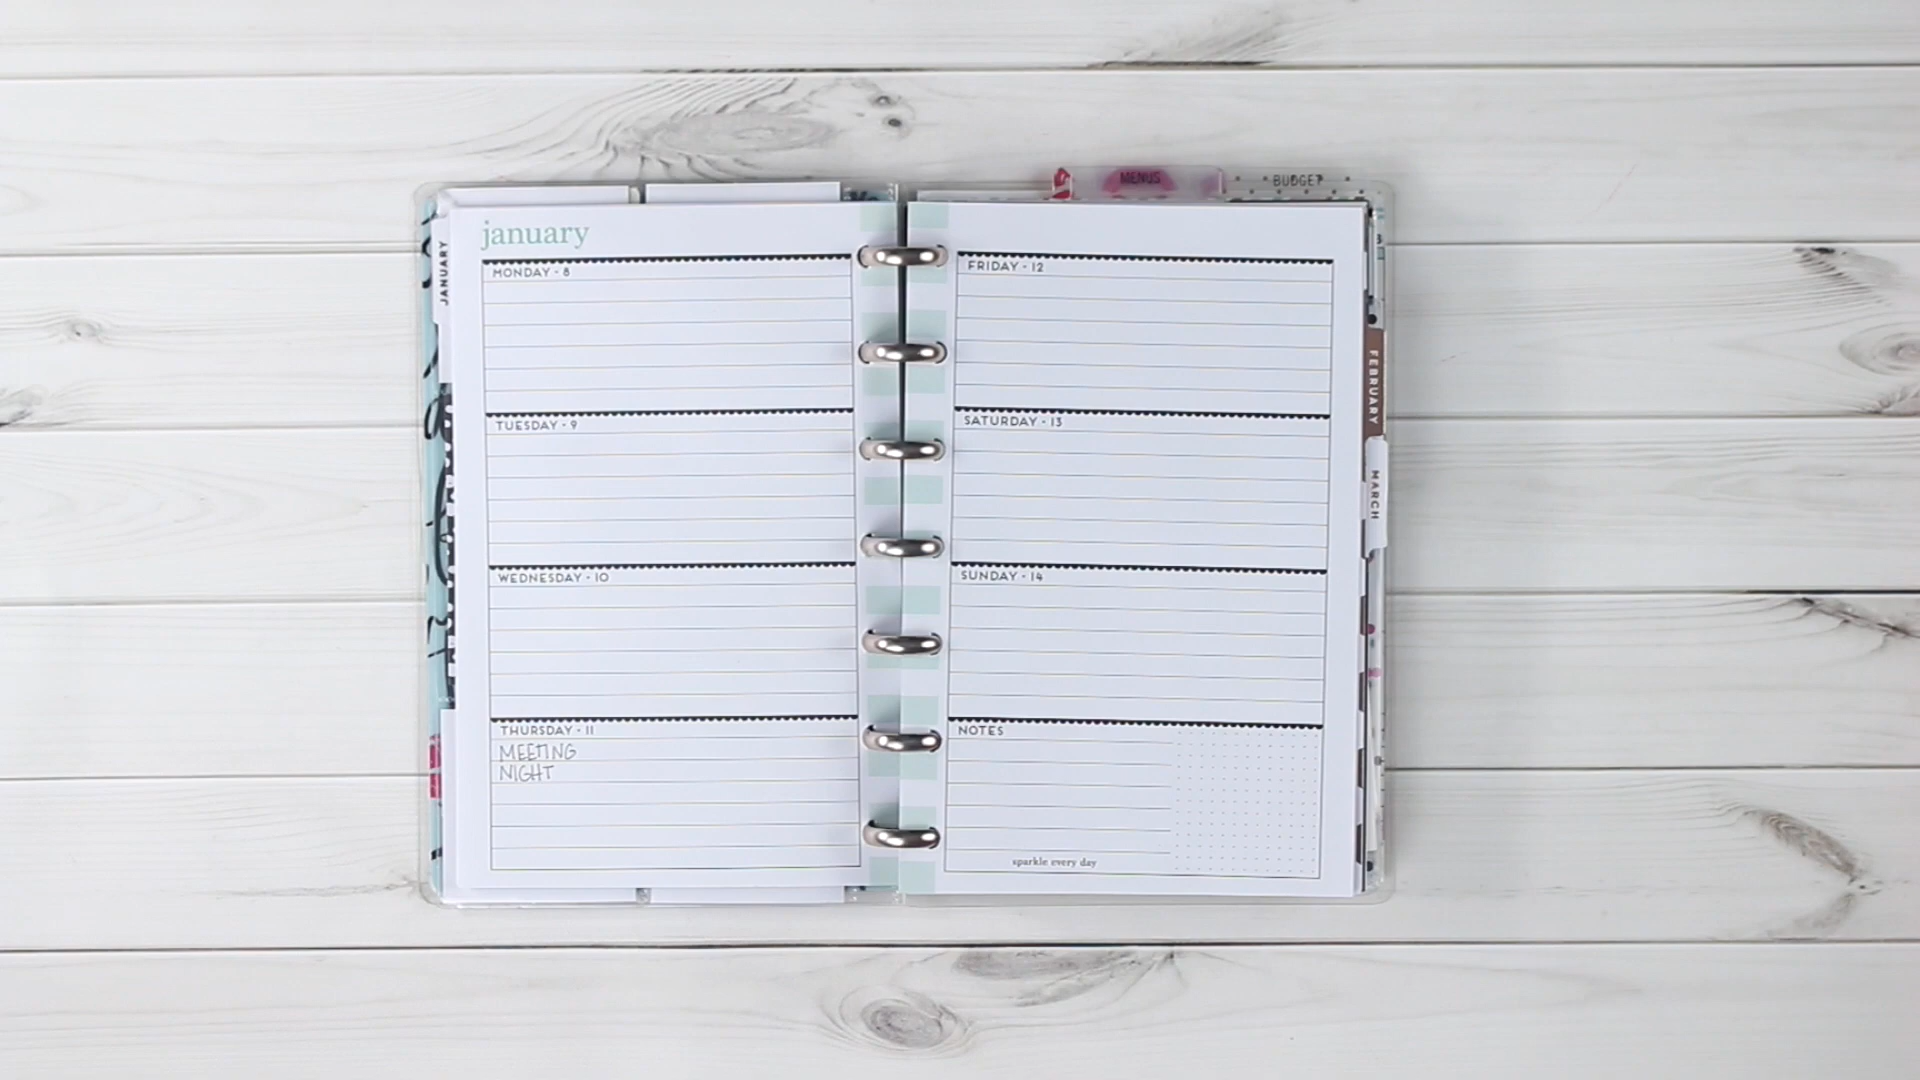 MENUS
BUDGET
january
JANUARY
MONDAY - 8
TUESDAY - 9
WEDNESDAY - 10
THURSDAY - 11
MEETING
NIGHT
FRIDAY - 12
SATURDAY - 13
SUNDAY - 14
NOTES
sparkle every day
FEBRUARY
MARCH